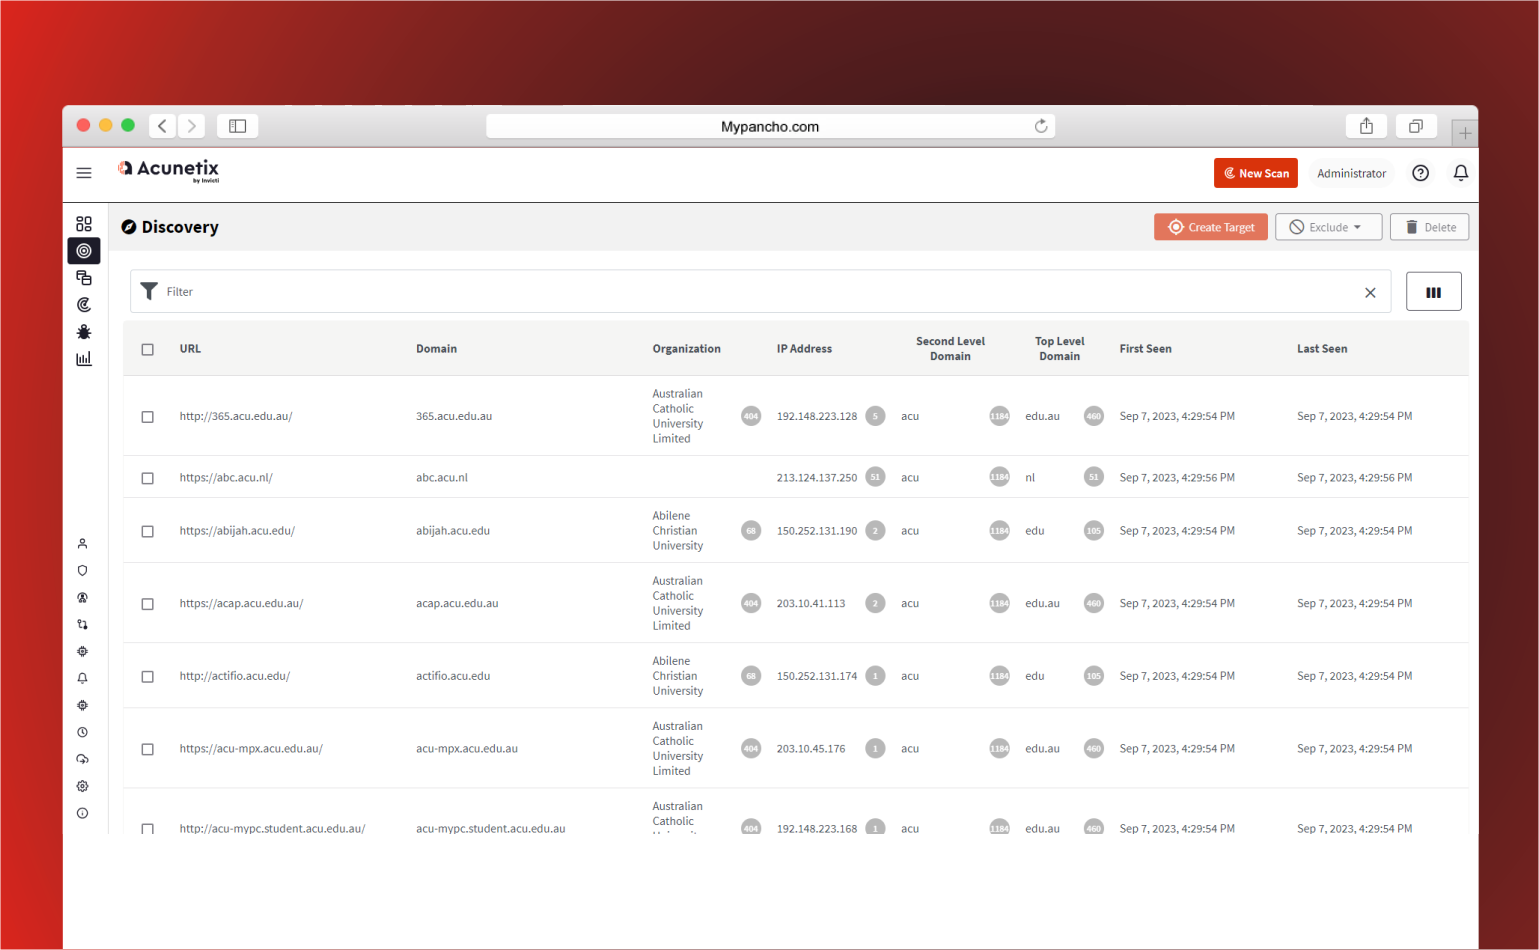 Mypancho.com
Acunetix
by Invicti
New Scan
Administrator
Discovery
Create Target
Exclude
Delete
Filter
URL Domain Organization IP Address Second Level Domain Top Level Domain First Seen Last Seen
http://365.acu.edu.au/ 365.acu.edu.au Australian Catholic University Limited 404 192.148.223.128 5 acu 1184 edu.au 460 Sep 7, 2023, 4:29:54 PM Sep 7, 2023, 4:29:54 PM
https://abc.acu.nl/ abc.acu.nl 213.124.137.250 51 acu 1184 nl 51 Sep 7, 2023, 4:29:56 PM Sep 7, 2023, 4:29:56 PM
https://abijah.acu.edu/ abijah.acu.edu Abilene Christian University 68 150.252.131.190 2 acu 1184 edu 105 Sep 7, 2023, 4:29:54 PM Sep 7, 2023, 4:29:54 PM
https://acap.acu.edu.au/ acap.acu.edu.au Australian Catholic University Limited 404 203.10.41.113 2 acu 1184 edu.au 460 Sep 7, 2023, 4:29:54 PM Sep 7, 2023, 4:29:54 PM
http://actifio.acu.edu/ actifio.acu.edu Abilene Christian University 68 150.252.131.174 1 acu 1184 edu 105 Sep 7, 2023, 4:29:54 PM Sep 7, 2023, 4:29:54 PM
https://acu-mpx.acu.edu.au/ acu-mpx.acu.edu.au Australian Catholic University Limited 404 203.10.45.176 1 acu 1184 edu.au 460 Sep 7, 2023, 4:29:54 PM Sep 7, 2023, 4:29:54 PM
http://acu-mypc.student.acu.edu.au/ acu-mypc.student.acu.edu.au Australian Catholic 404 192.148.223.168 1 acu 1184 edu.au 460 Sep 7, 2023, 4:29:54 PM Sep 7, 2023, 4:29:54 PM